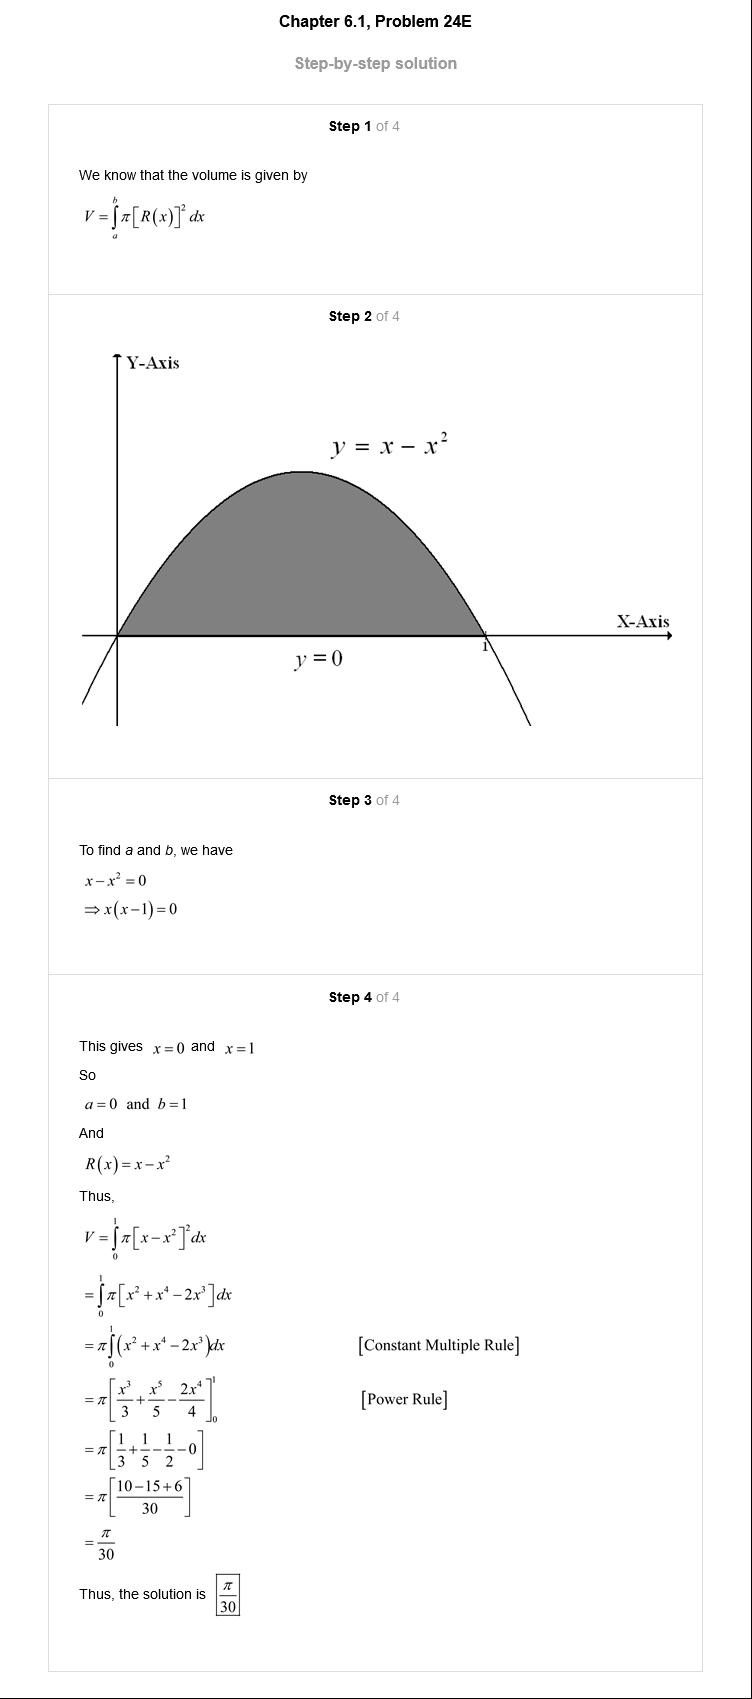 Chapter 6.1, Problem 24E
Step-by-step solution
Step 1 of 4
We know that the volume is given by
V = ∫_a^b π[R(x)]² dx
Step 2 of 4
Y-Axis
y = x − x²
X-Axis
1
y = 0
Step 3 of 4
To find a and b, we have
x − x² = 0
⇒ x(x−1) = 0
Step 4 of 4
This gives x = 0 and x = 1
So
a = 0 and b = 1
And
R(x) = x − x²
Thus,
V = ∫_0^1 π[x − x²]² dx
= ∫_0^1 π[x² + x⁴ − 2x³] dx
= π∫_0^1 (x² + x⁴ − 2x³) dx [Constant Multiple Rule]
= π[x³/3 + x⁵/5 − 2x⁴/4]_0^1 [Power Rule]
= π[1/3 + 1/5 − 1/2 − 0]
= π[(10−15+6)/30]
= π/30
Thus, the solution is π/30